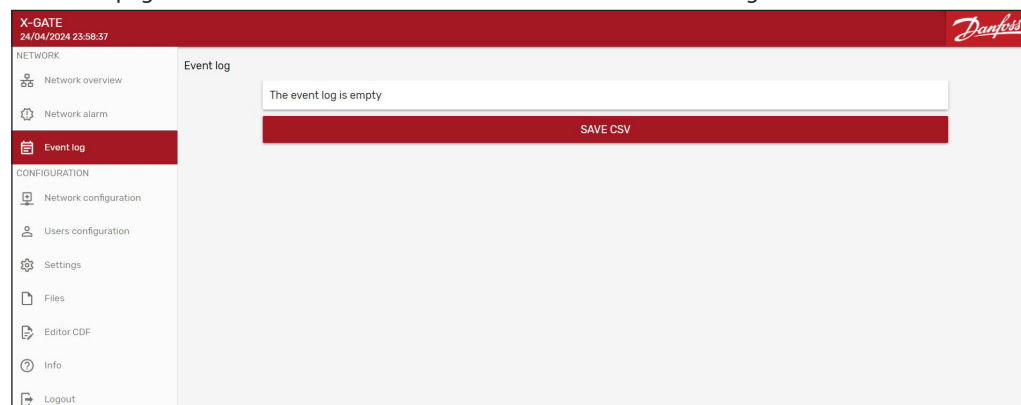 X-GATE
24/04/2024 23:58:37
Danfoss
NETWORK
Network overview
Network alarm
Event log
CONFIGURATION
Network configuration
Users configuration
Settings
Files
Editor CDF
Info
Logout
Event log
The event log is empty
SAVE CSV